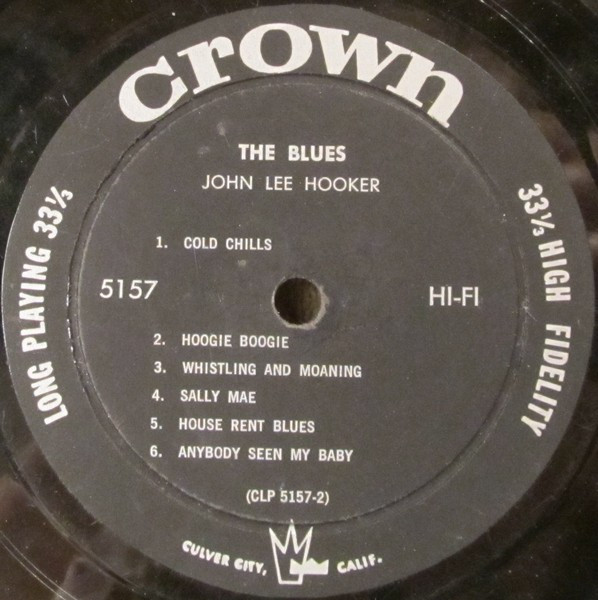 crown
THE BLUES
JOHN LEE HOOKER
1. COLD CHILLS
5157
HI-FI
2. HOOGIE BOOGIE
3. WHISTLING AND MOANING
4. SALLY MAE
5. HOUSE RENT BLUES
6. ANYBODY SEEN MY BABY
(CLP 5157-2)
LONG PLAYING 33⅓
33⅓ HIGH FIDELITY
CULVER CITY, CALIF.